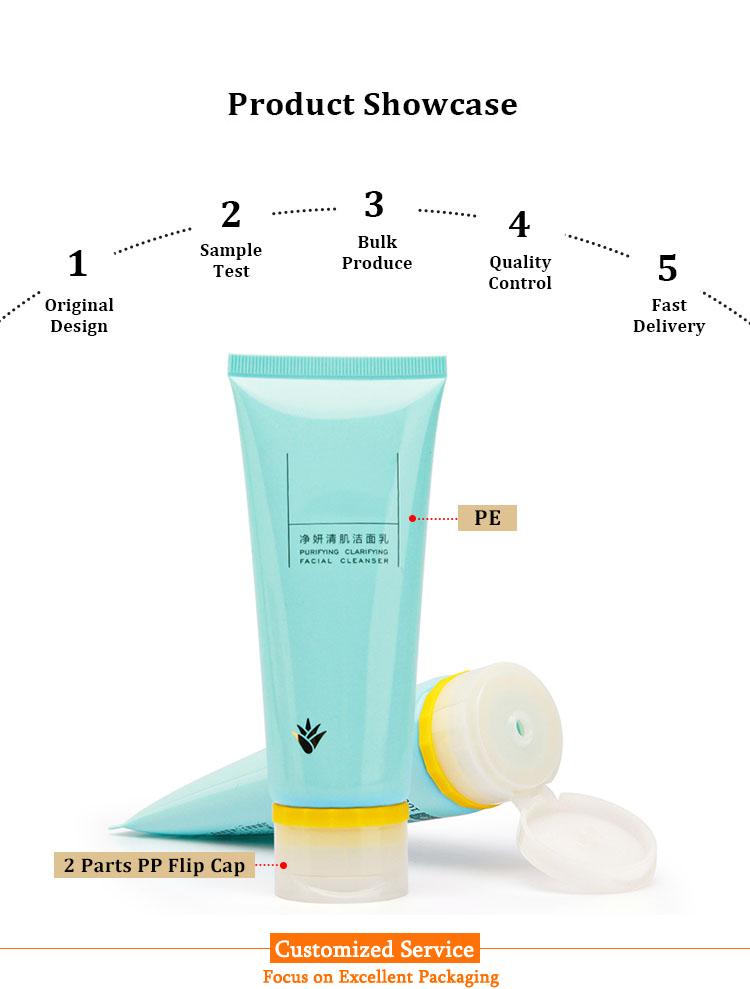 Product Showcase
1
Original
Design
2
Sample
Test
3
Bulk
Produce
4
Quality
Control
5
Fast
Delivery
净妍清肌洁面乳
PURIFYING CLARIFYING
FACIAL CLEANSER
PE
2 Parts PP Flip Cap
Customized Service
Focus on Excellent Packaging